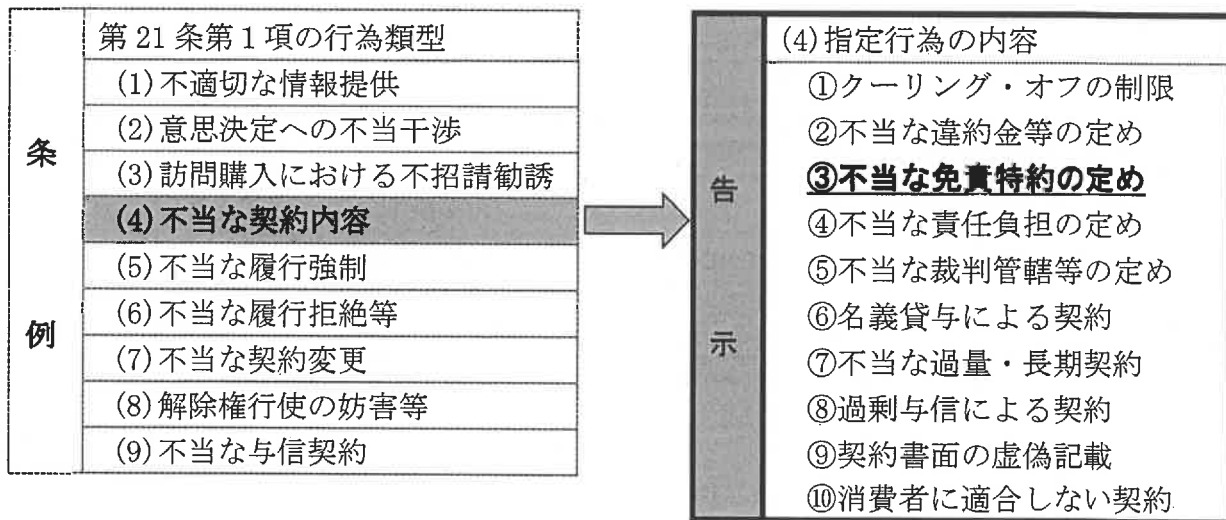 条例
第21条第1項の行為類型
(1)不適切な情報提供
(2)意思決定への不当干渉
(3)訪問購入における不招請勧誘
(4)不当な契約内容
(5)不当な履行強制
(6)不当な履行拒絶等
(7)不当な契約変更
(8)解除権行使の妨害等
(9)不当な与信契約
告示
(4)指定行為の内容
①クーリング・オフの制限
②不当な違約金等の定め
③不当な免責特約の定め
④不当な責任負担の定め
⑤不当な裁判管轄等の定め
⑥名義貸与による契約
⑦不当な過量・長期契約
⑧過剰与信による契約
⑨契約書面の虚偽記載
⑩消費者に適合しない契約